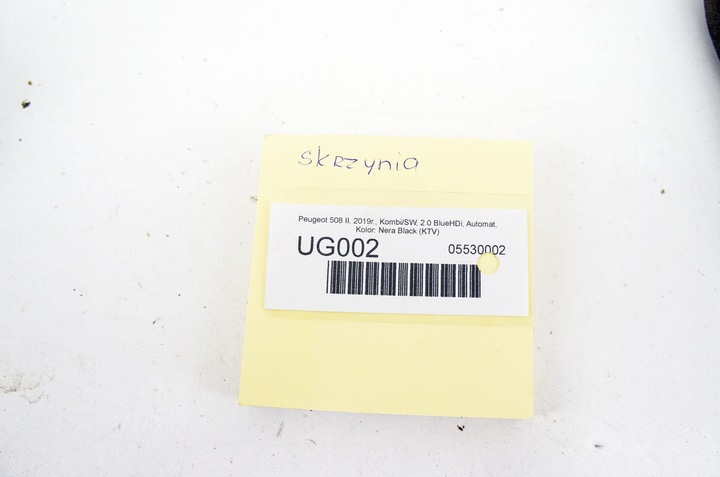 skrzynia
Peugeot 508 II, 2019r., Kombi/SW, 2.0 BlueHDi, Automat,
Kolor: Nera Black (KTV)
UG002 05530002